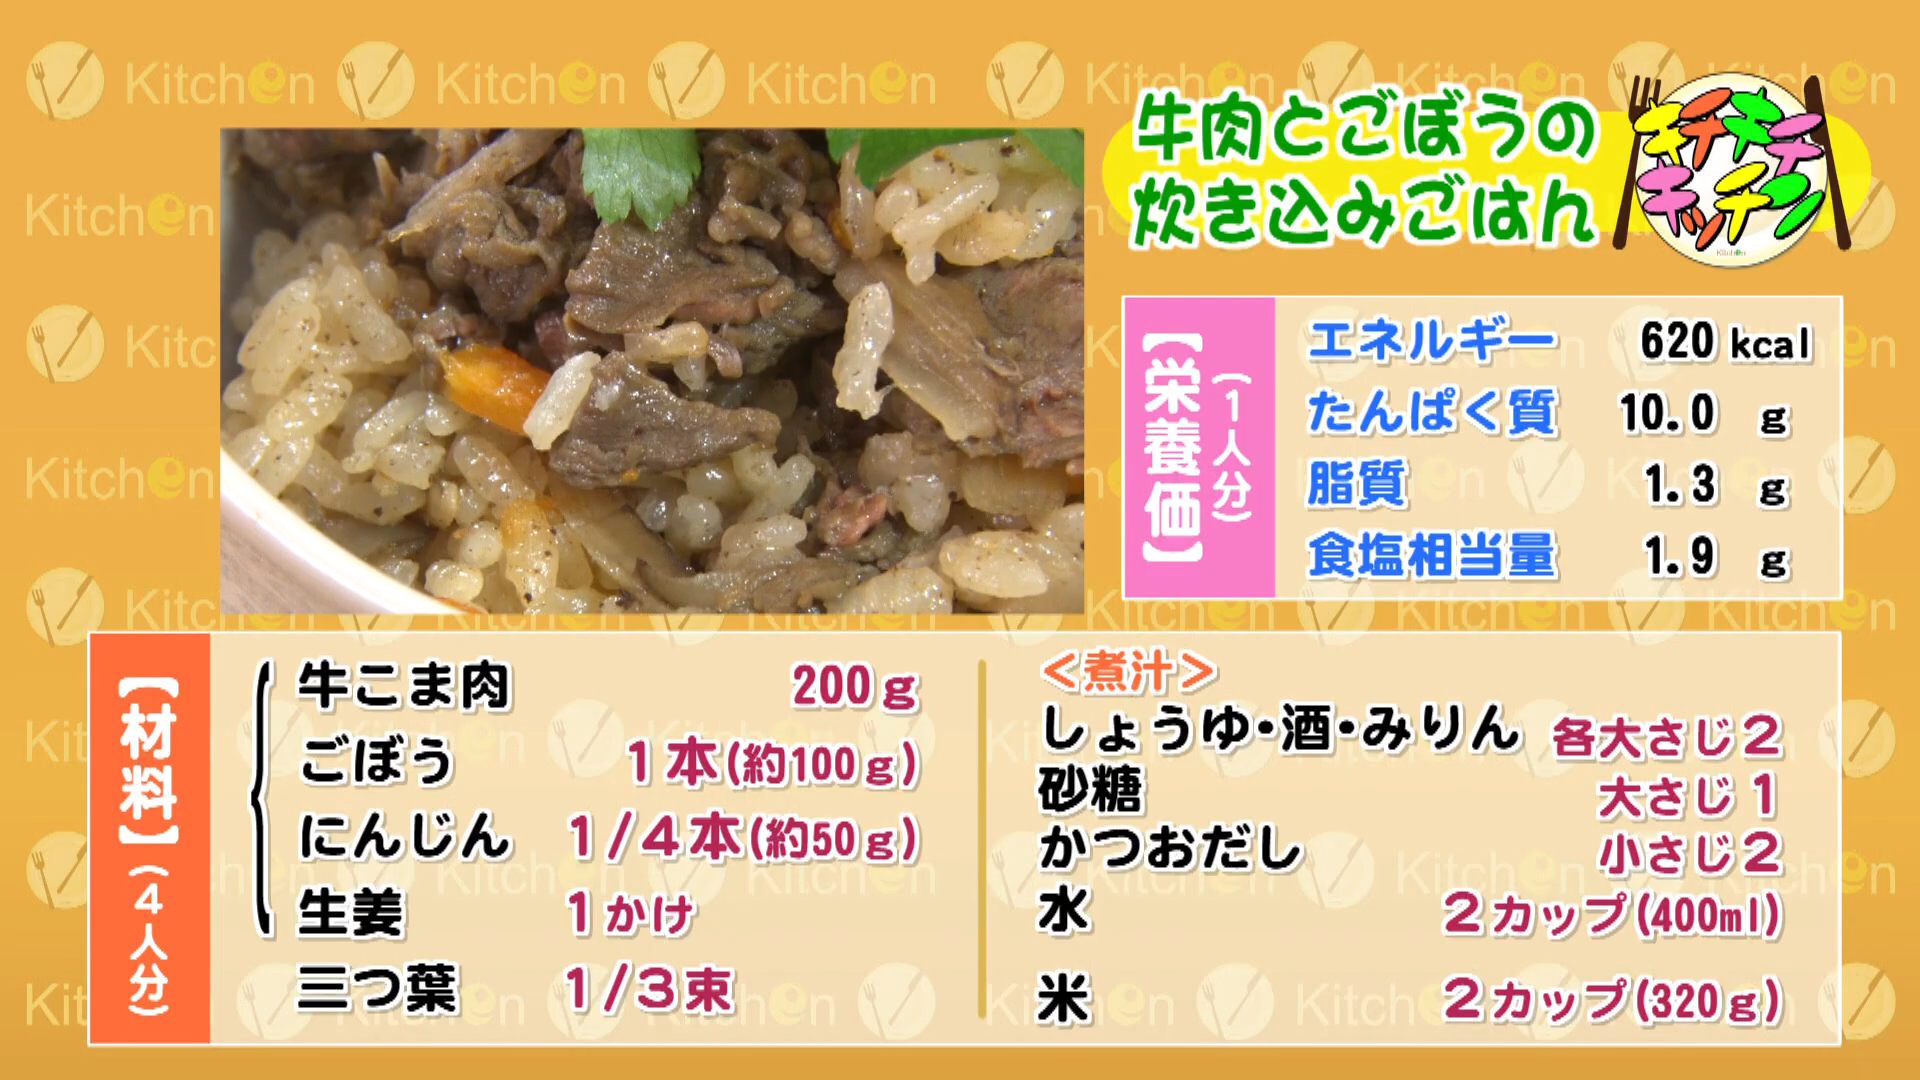 牛肉とごぼうの
炊き込みごはん
キチキチ
キッチン
Kitchen
【栄養価】
(1人分)
エネルギー 620 kcal
たんぱく質 10.0 g
脂質 1.3 g
食塩相当量 1.9 g
【材料】(4人分)
牛こま肉 200g
ごぼう 1本(約100g)
にんじん 1/4本(約50g)
生姜 1かけ
三つ葉 1/3束
<煮汁>
しょうゆ・酒・みりん 各大さじ2
砂糖 大さじ1
かつおだし 小さじ2
水 2カップ(400ml)
米 2カップ(320g)